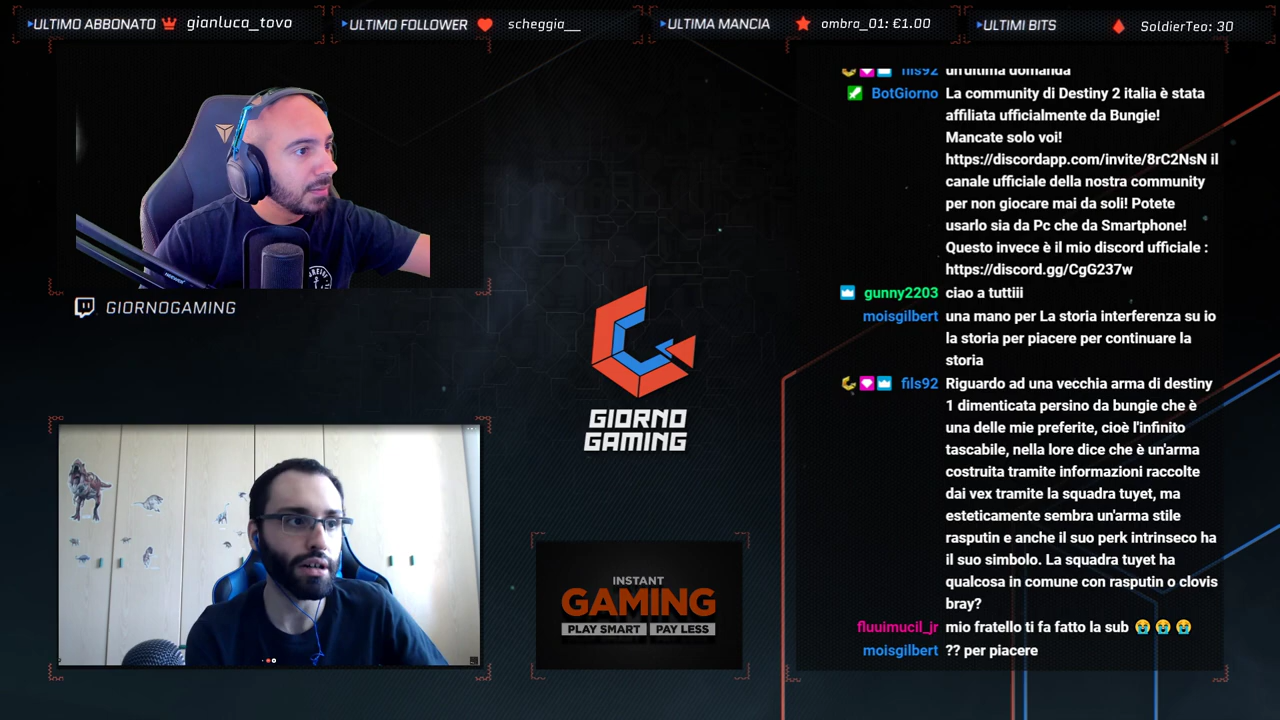 ULTIMO ABBONATO gianluca_tovo
ULTIMO FOLLOWER scheggia__
ULTIMA MANCIA ombra_01: €1.00
ULTIMI BITS SoldierTea: 30
GIORNOGAMING
GIORNO
GAMING
INSTANT
GAMING
PLAY SMART PAY LESS
fils92 un'ultima domanda
BotGiorno La community di Destiny 2 italia è stata
affiliata ufficialmente da Bungie!
Mancate solo voi!
https://discordapp.com/invite/8rC2NsN il
canale ufficiale della nostra community
per non giocare mai da soli! Potete
usarlo sia da Pc che da Smartphone!
Questo invece è il mio discord ufficiale :
https://discord.gg/CgG237w
gunny2203 ciao a tuttiii
moisgilbert una mano per La storia interferenza su io
la storia per piacere per continuare la
storia
fils92 Riguardo ad una vecchia arma di destiny
1 dimenticata persino da bungie che è
una delle mie preferite, cioè l'infinito
tascabile, nella lore dice che è un'arma
costruita tramite informazioni raccolte
dai vex tramite la squadra tuyet, ma
esteticamente sembra un'arma stile
rasputin e anche il suo perk intrinseco ha
il suo simbolo. La squadra tuyet ha
qualcosa in comune con rasputin o clovis
bray?
fluuimucil_jr mio fratello ti fa fatto la sub 😭 😭 😭
moisgilbert ?? per piacere